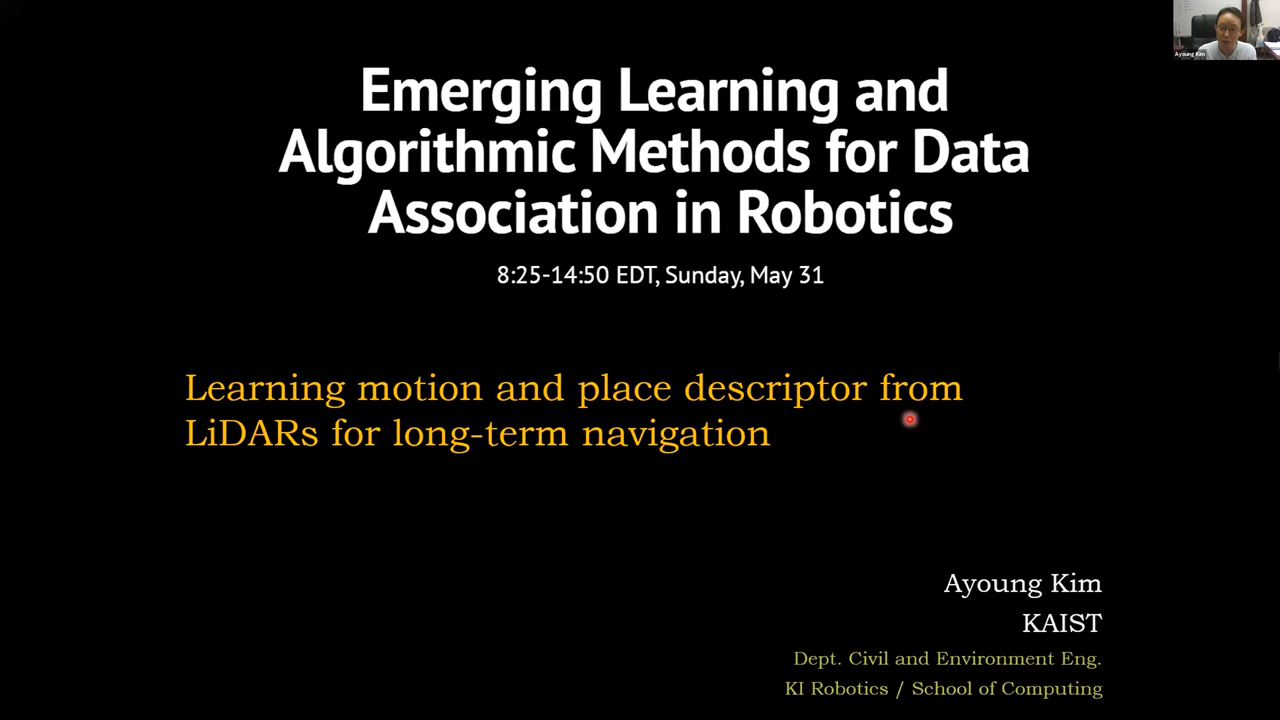 Ayoung Kim
Emerging Learning and
Algorithmic Methods for Data
Association in Robotics
8:25-14:50 EDT, Sunday, May 31
Learning motion and place descriptor from
LiDARs for long-term navigation
Ayoung Kim
KAIST
Dept. Civil and Environment Eng.
KI Robotics / School of Computing